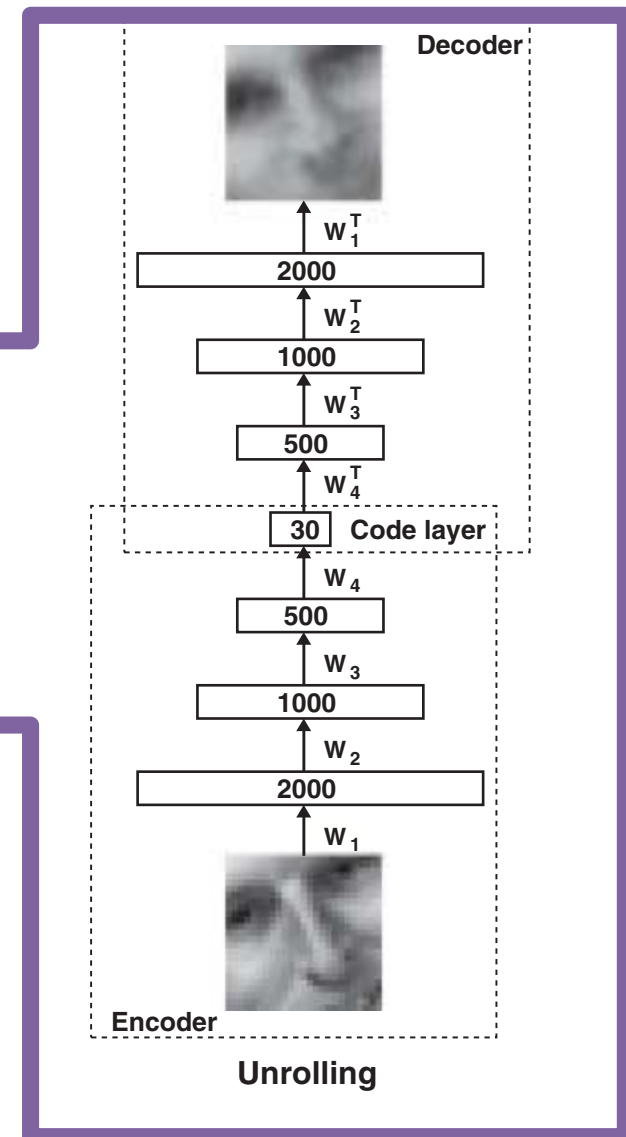 Decoder
W₁ᵀ
2000
W₂ᵀ
1000
W₃ᵀ
500
W₄ᵀ
30 Code layer
W₄
500
W₃
1000
W₂
2000
W₁
Encoder
Unrolling